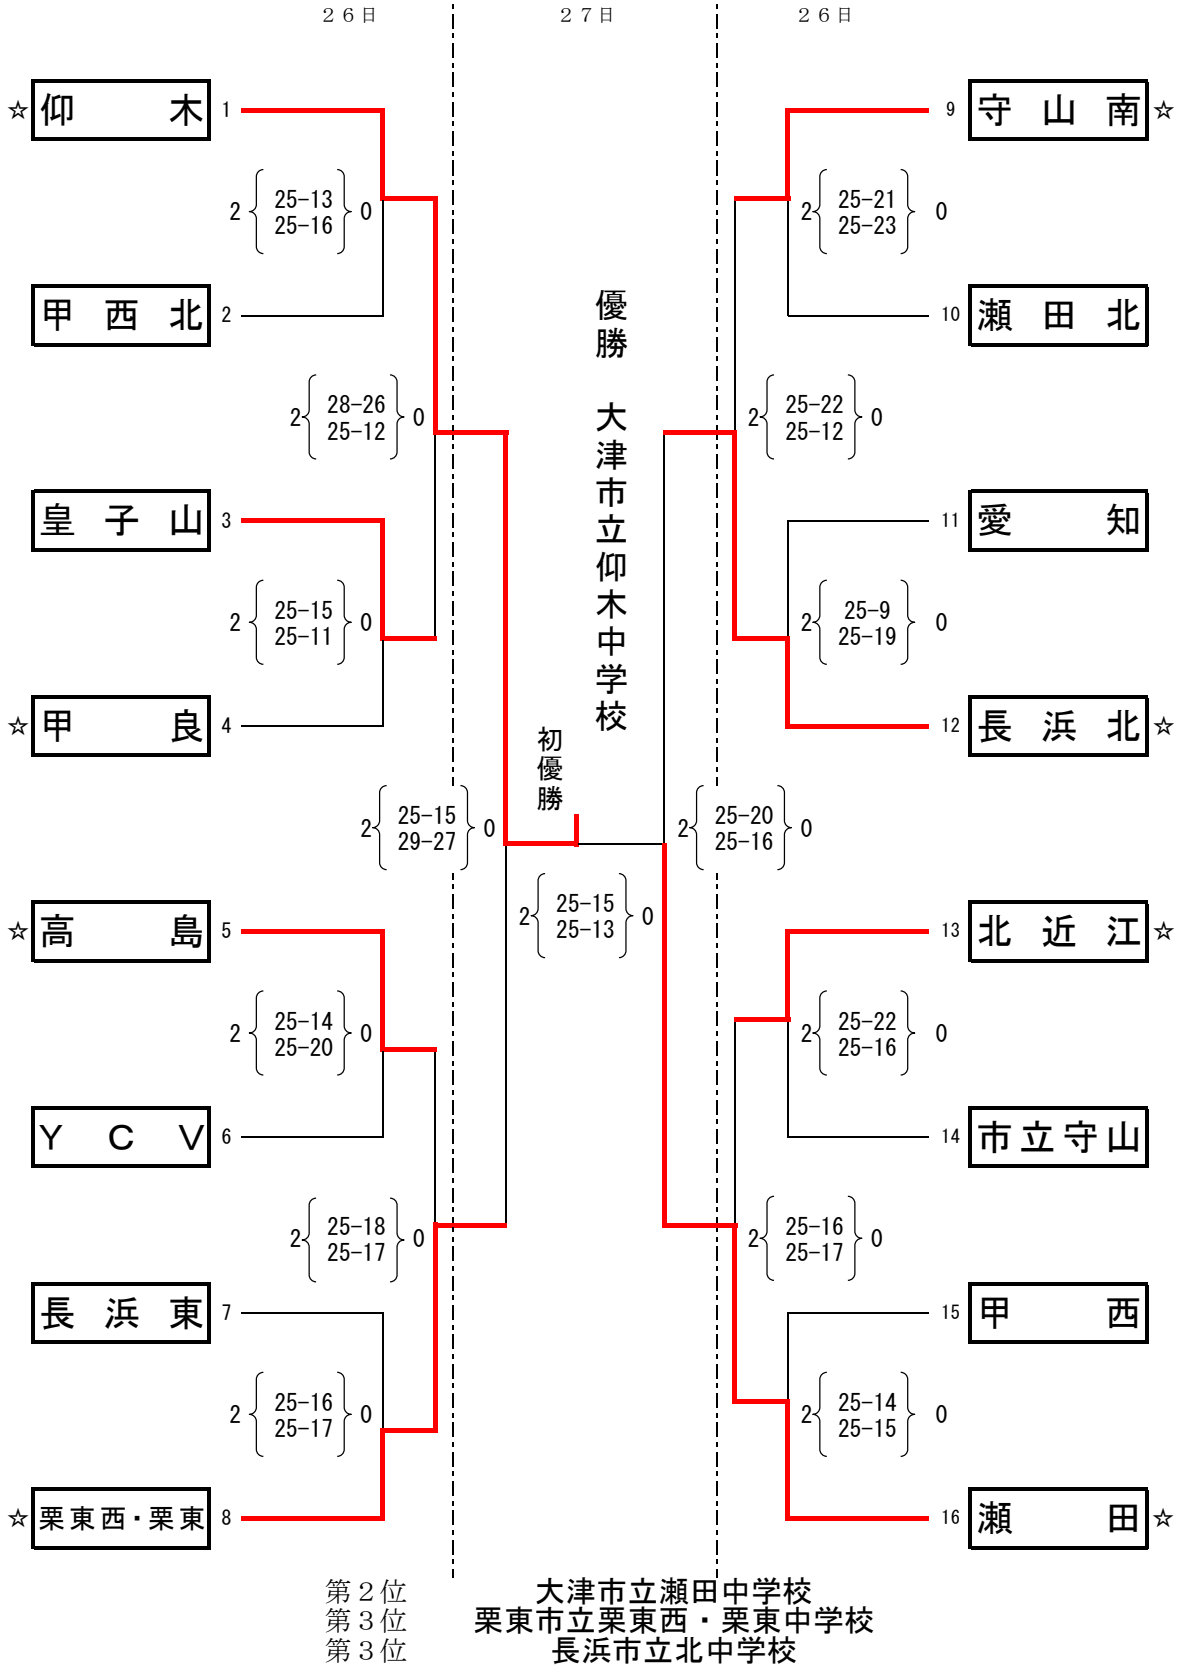 ２６日 ２７日 ２６日
☆ 仰木 1
9 守山南 ☆
2 25-13 0
25-16
2 25-21 0
25-23
甲西北 2
10 瀬田北
優勝 大津市立仰木中学校
2 28-26 0
25-12
2 25-22 0
25-12
皇子山 3
11 愛知
2 25-15 0
25-11
2 25-9 0
25-19
☆ 甲良 4
12 長浜北 ☆
初優勝
2 25-15 0
29-27
2 25-20 0
25-16
2 25-15 0
25-13
☆ 高島 5
13 北近江 ☆
2 25-14 0
25-20
2 25-22 0
25-16
ＹＣＶ 6
14 市立守山
2 25-18 0
25-17
2 25-16 0
25-17
長浜東 7
15 甲西
2 25-16 0
25-17
2 25-14 0
25-15
☆ 栗東西・栗東 8
16 瀬田 ☆
第２位 大津市立瀬田中学校
第３位 栗東市立栗東西・栗東中学校
第３位 長浜市立北中学校